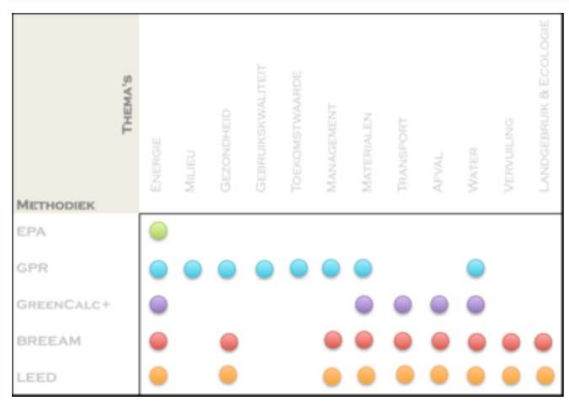 THEMA'S
ENERGIE
MILIEU
GEZONDHEID
GEBRUIKSKWALITEIT
TOEKOMSTWAARDE
MANAGEMENT
MATERIALEN
TRANSPORT
AFVAL
WATER
VERVUILING
LANDGEBRUIK & ECOLOGIE
METHODIEK
EPA
GPR
GREENCALC+
BREEAM
LEED